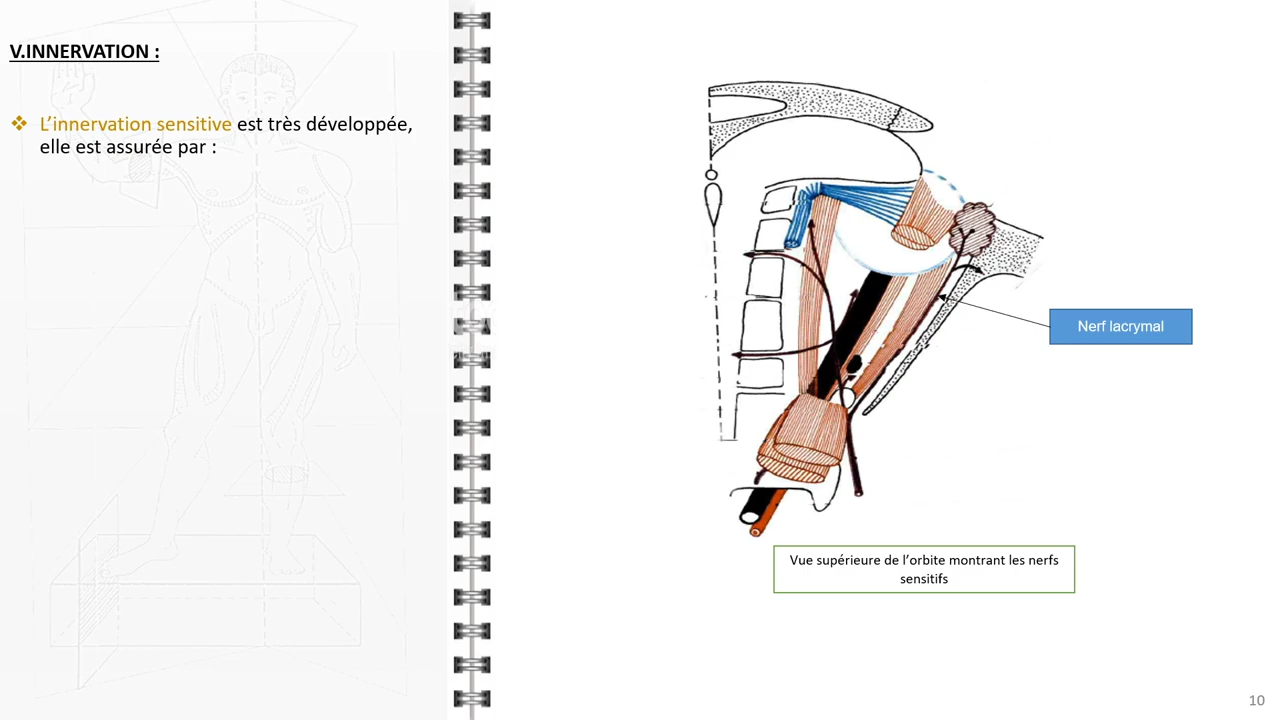 V.INNERVATION :
❖ L’innervation sensitive est très développée,
elle est assurée par :
Nerf lacrymal
Vue supérieure de l’orbite montrant les nerfs
sensitifs
10